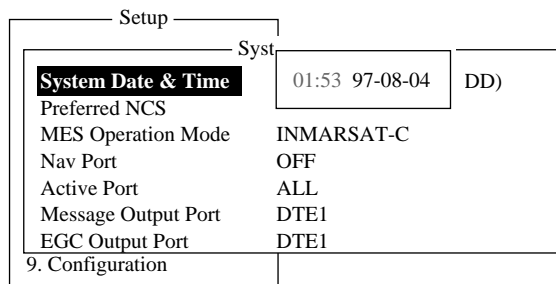 Setup
Syst
System Date & Time 01:53 97-08-04 DD)
Preferred NCS
MES Operation Mode INMARSAT-C
Nav Port OFF
Active Port ALL
Message Output Port DTE1
EGC Output Port DTE1
9. Configuration